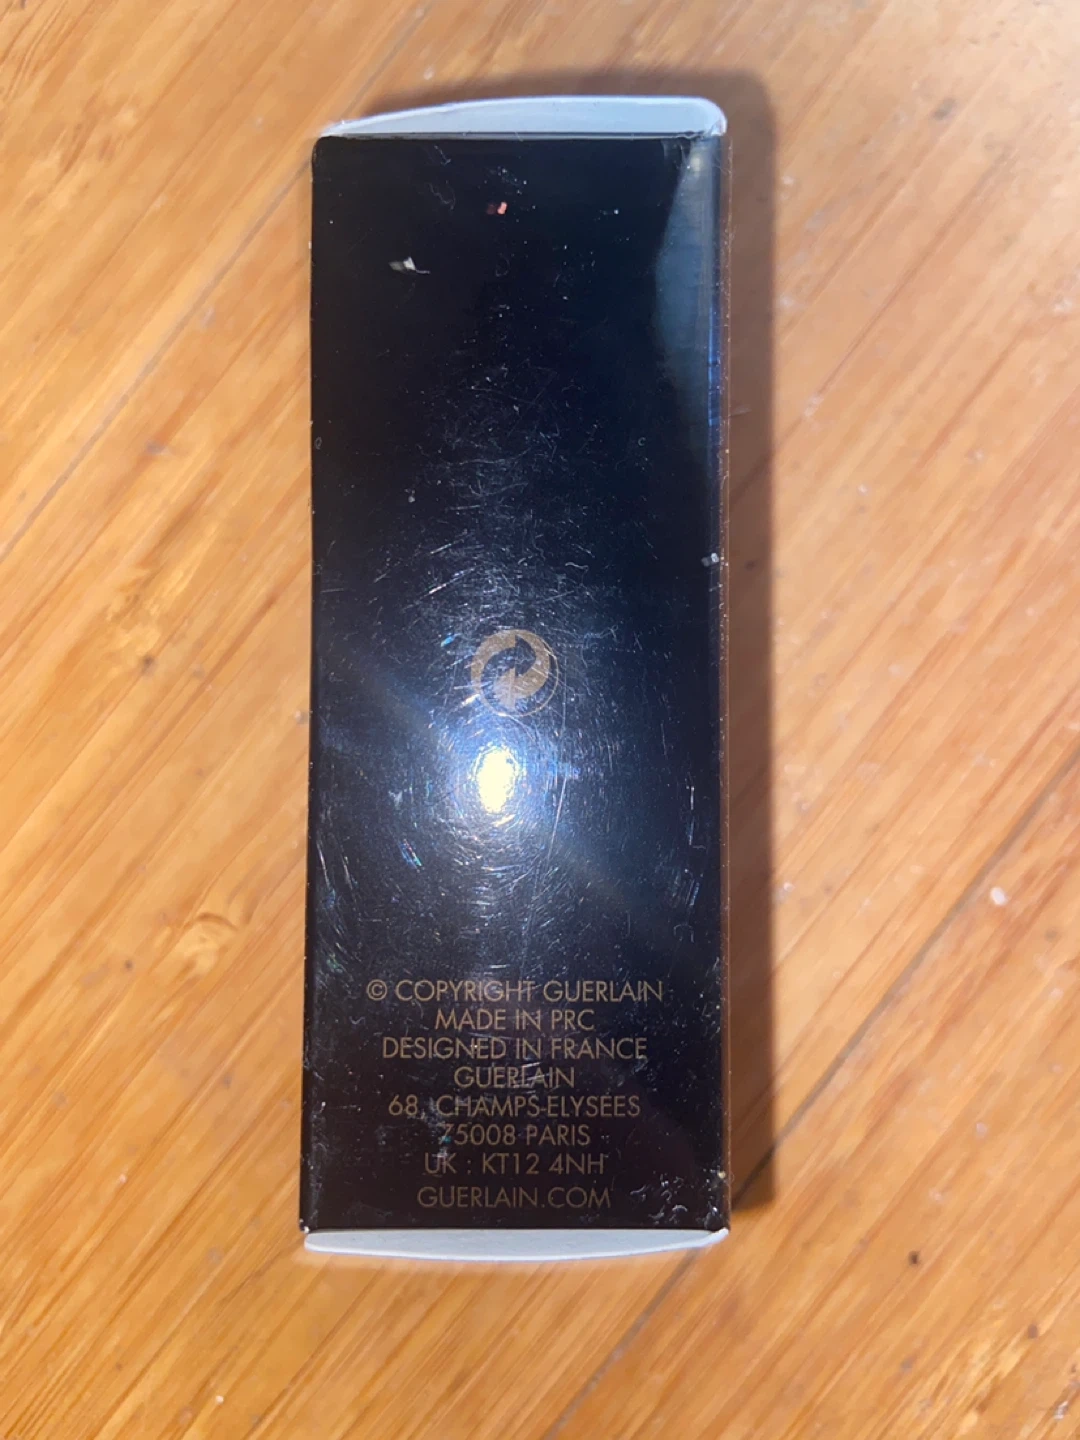 © COPYRIGHT GUERLAIN
MADE IN PRC
DESIGNED IN FRANCE
GUERLAIN
68, CHAMPS-ELYSEES
75008 PARIS
UK : KT12 4NH
GUERLAIN.COM